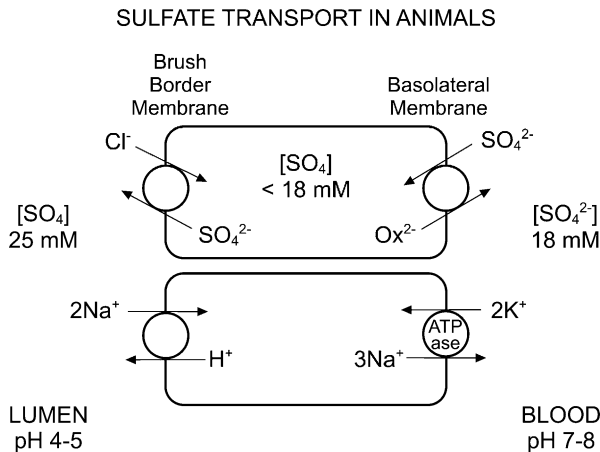 SULFATE TRANSPORT IN ANIMALS
Brush
Border
Membrane
Basolateral
Membrane
Cl⁻
SO₄²⁻
[SO₄]
< 18 mM
[SO₄]
25 mM
SO₄²⁻
Ox²⁻
[SO₄²⁻]
18 mM
2Na⁺
2K⁺
ATP
ase
H⁺
3Na⁺
LUMEN
pH 4-5
BLOOD
pH 7-8